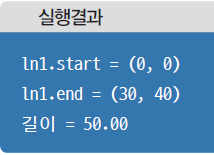 실행결과
ln1.start = (0, 0)
ln1.end = (30, 40)
길이 = 50.00